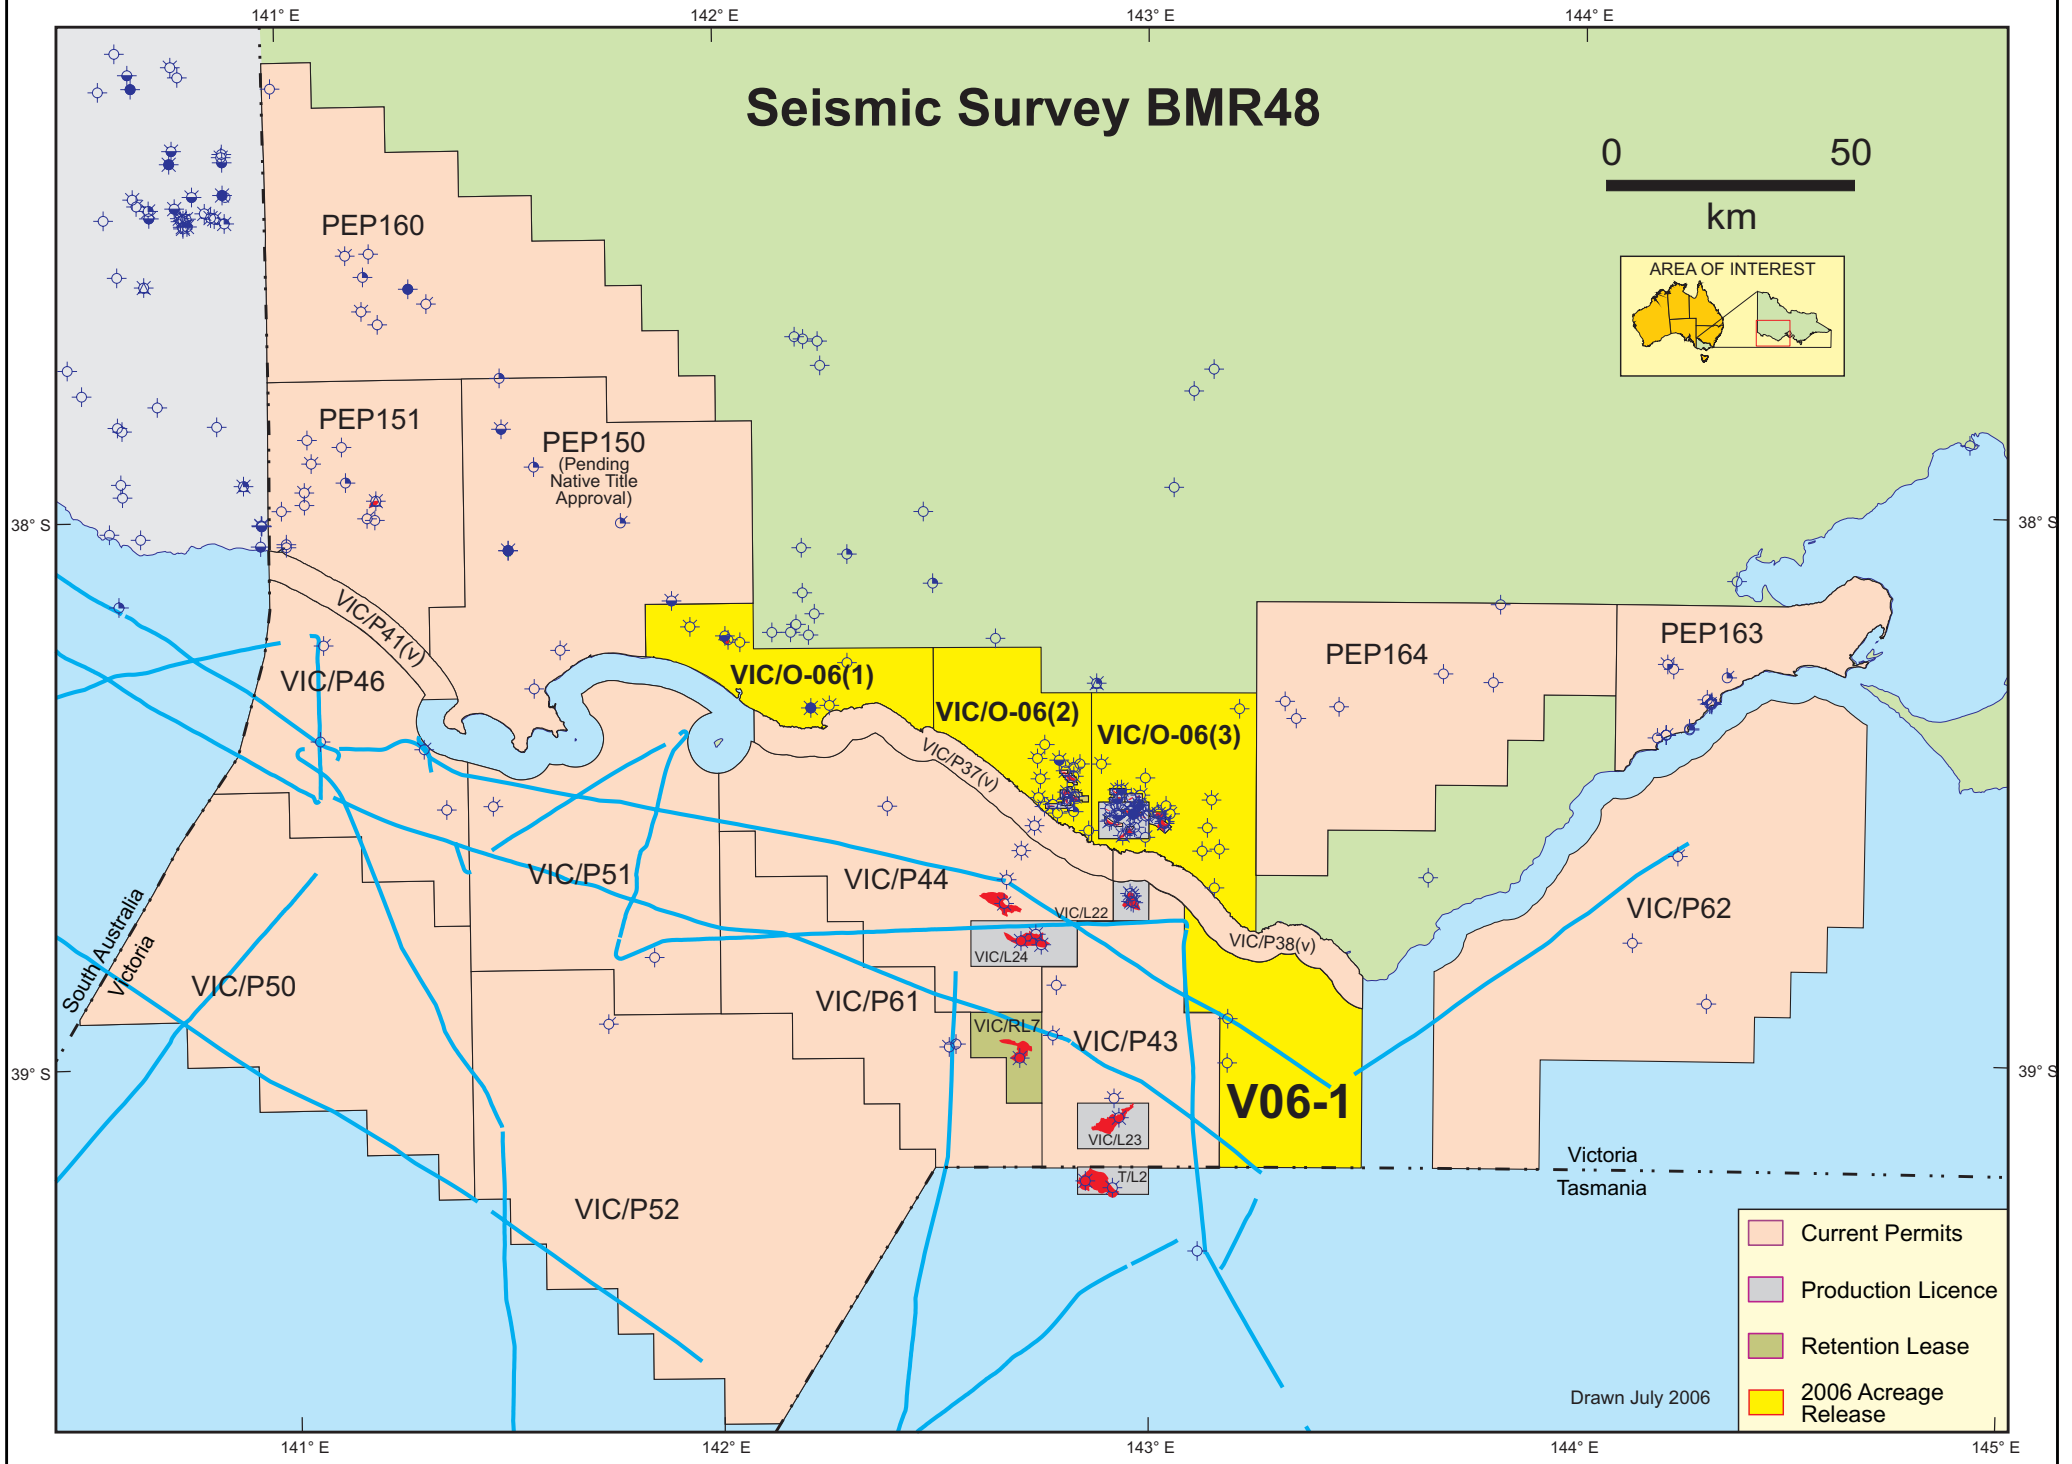 141° E
142° E
143° E
144° E
Seismic Survey BMR48
0
50
km
AREA OF INTEREST
PEP160
PEP151
PEP150
(Pending
Native Title
Approval)
38° S
38° S
VIC/P41(v)
VIC/P46
VIC/O-06(1)
VIC/O-06(2)
VIC/O-06(3)
PEP164
PEP163
VIC/P37(v)
VIC/P51
VIC/P44
VIC/L22
VIC/P62
VIC/P38(v)
VIC/L24
South Australia
Victoria
VIC/P50
VIC/P61
VIC/RL7
VIC/P43
39° S
39° S
V06-1
VIC/L23
T/L2
Victoria
Tasmania
VIC/P52
Current Permits
Production Licence
Retention Lease
2006 Acreage
Release
Drawn July 2006
141° E
142° E
143° E
144° E
145° E